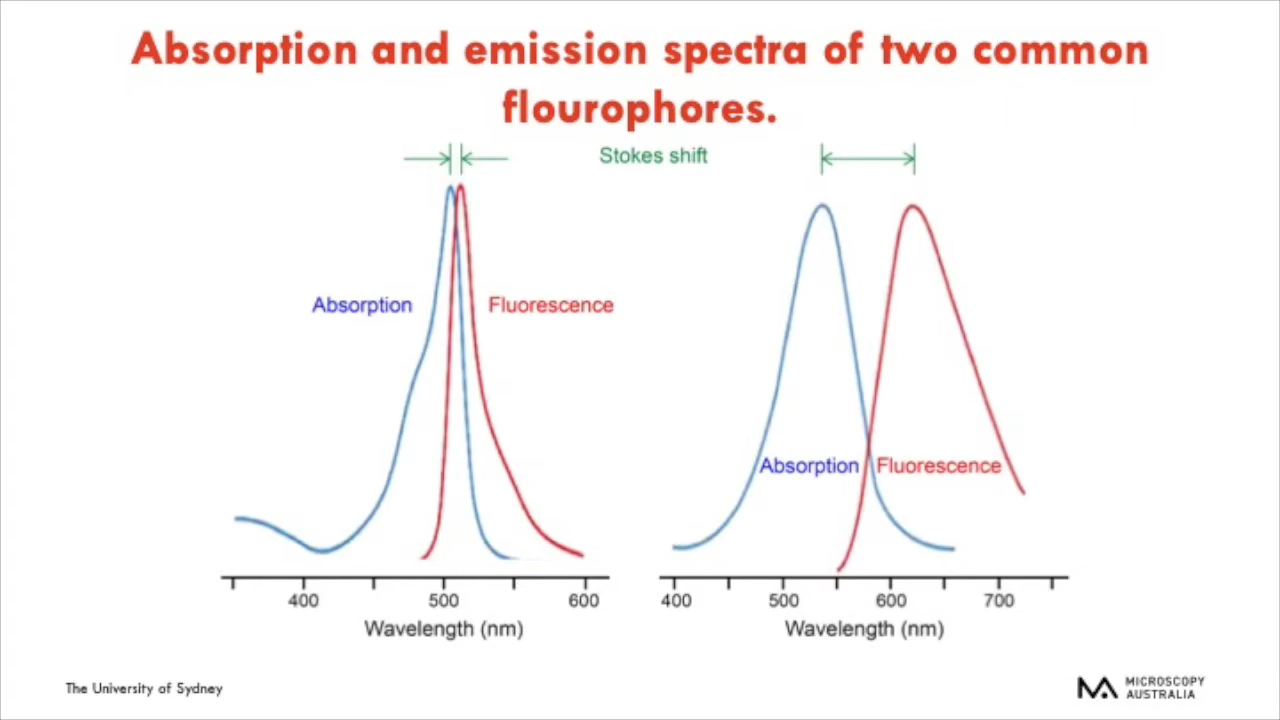 Absorption and emission spectra of two common
flourophores.
Stokes shift
Absorption
Fluorescence
Absorption
Fluorescence
400 500 600
Wavelength (nm)
400 500 600 700
Wavelength (nm)
The University of Sydney
MICROSCOPY
AUSTRALIA